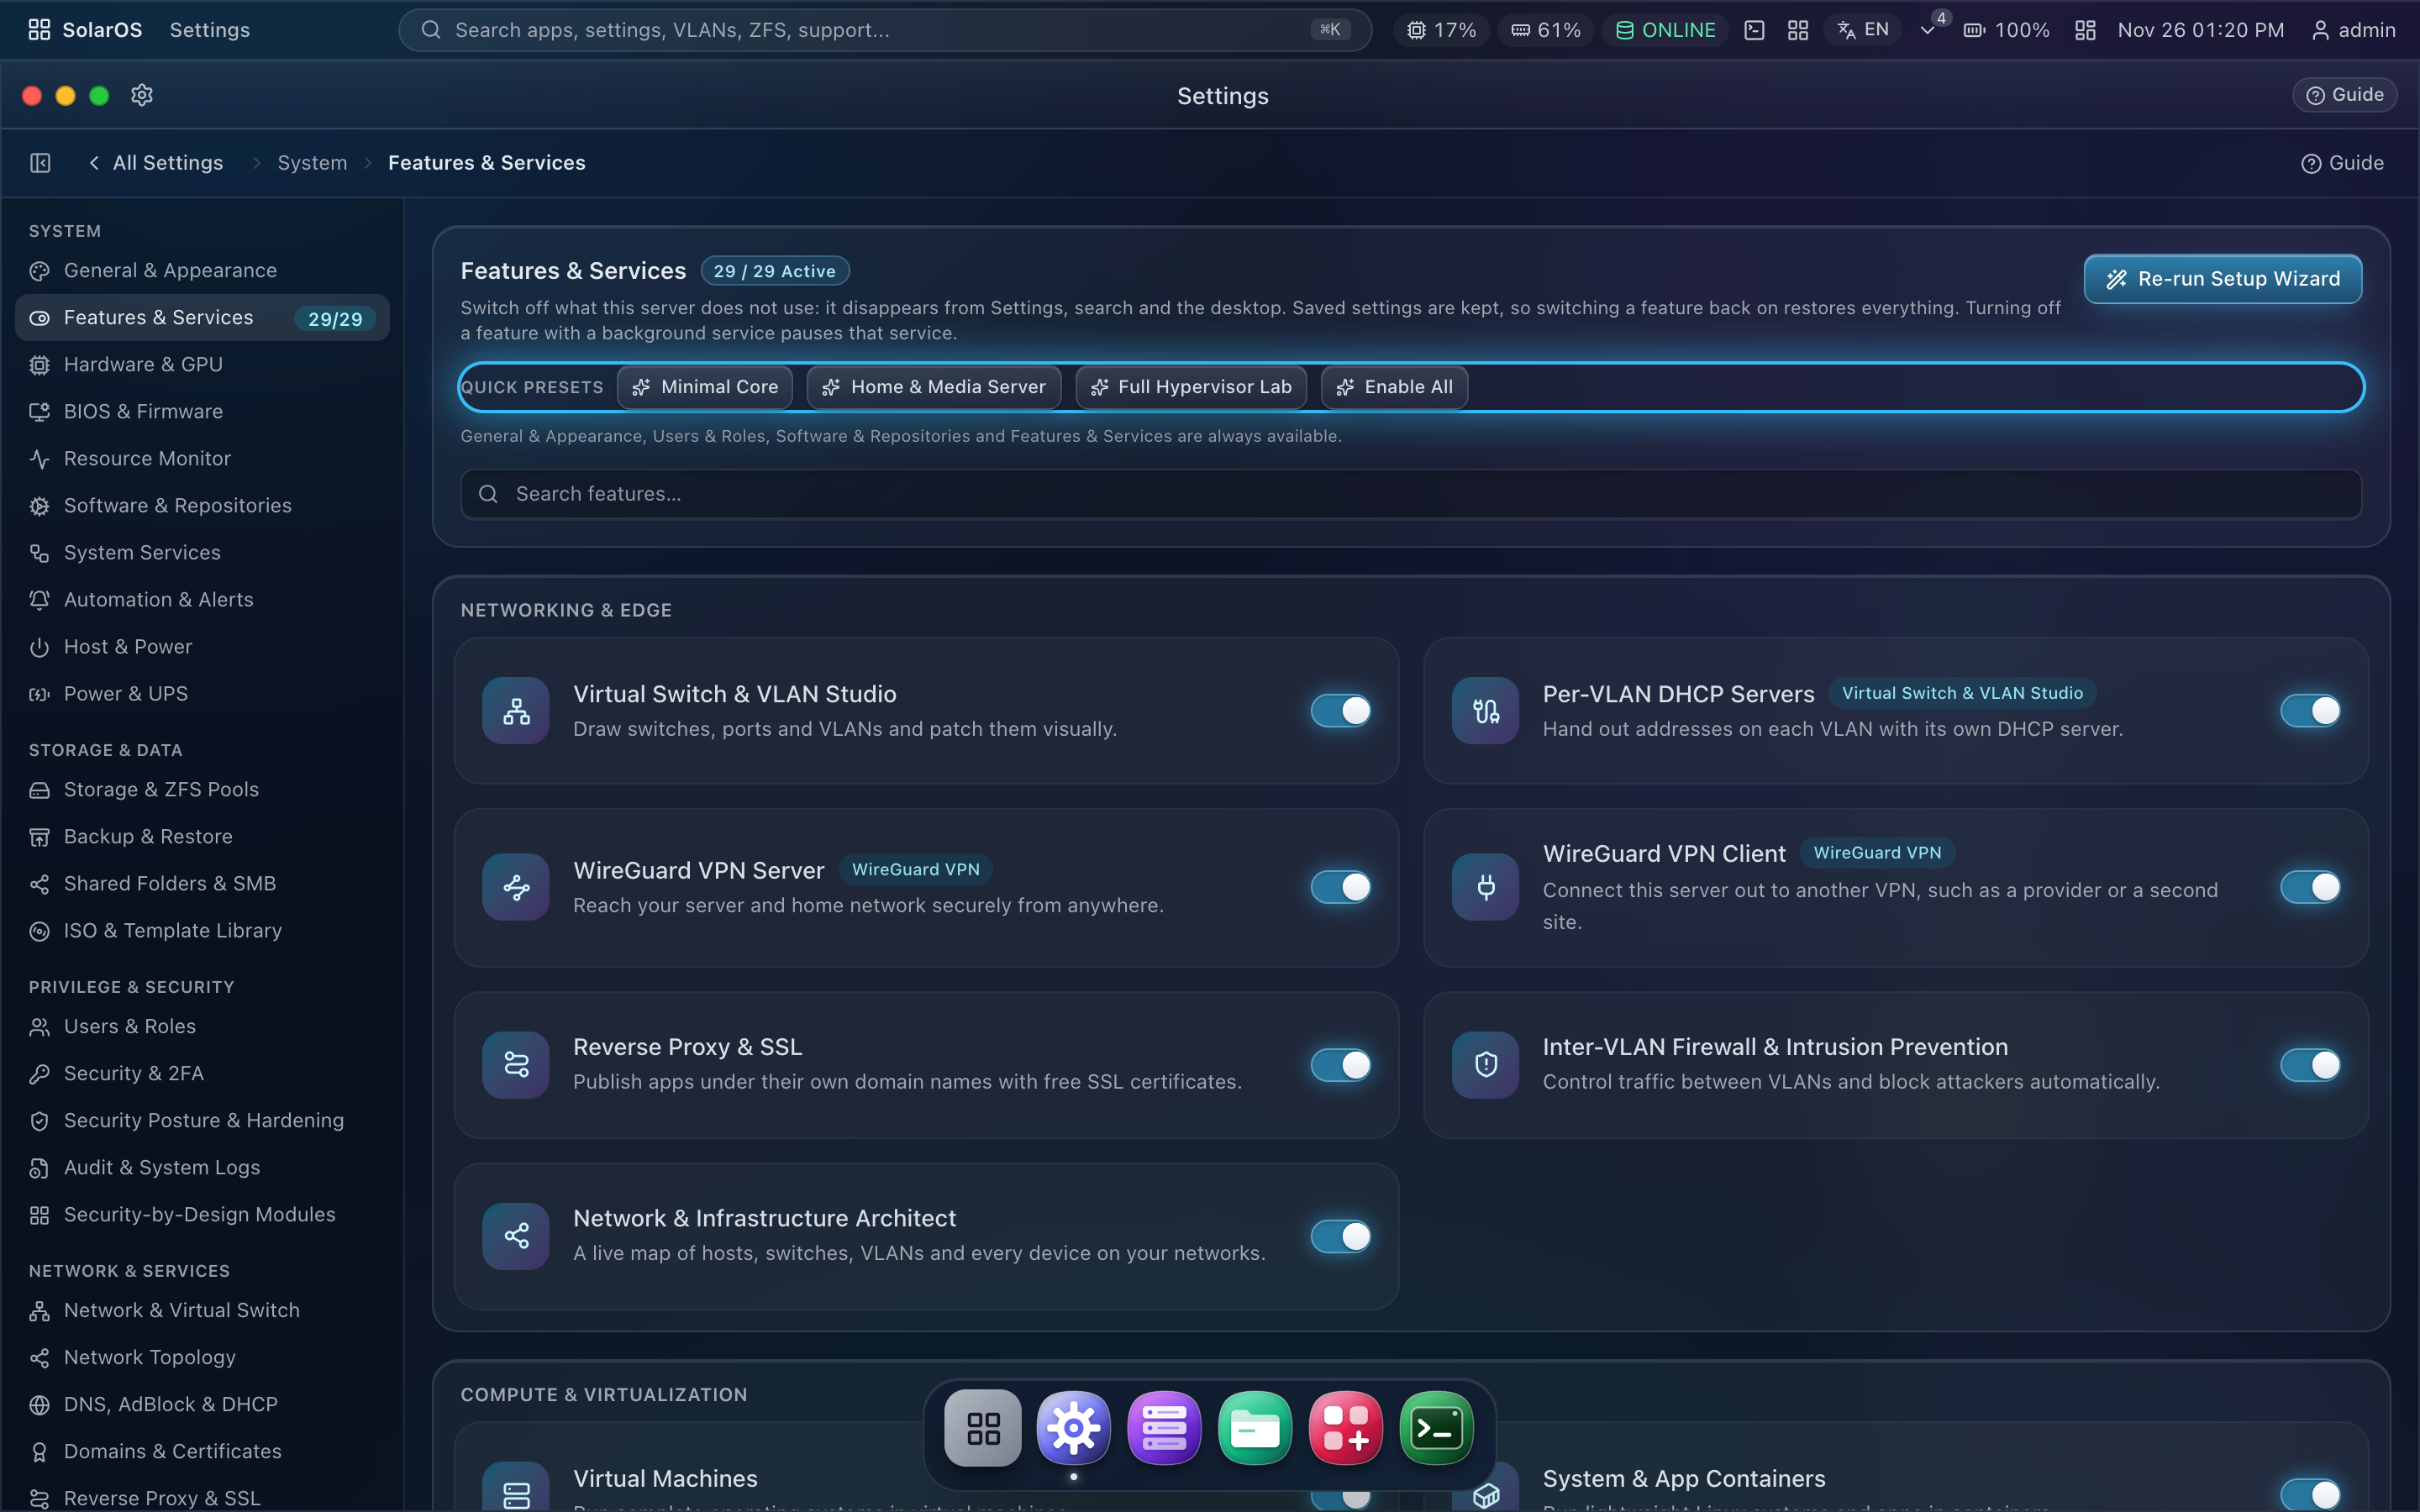 SolarOS Settings Search apps, settings, VLANs, ZFS, support... ⌘K 17% 61% ONLINE EN 4 100% Nov 26 01:20 PM admin
Settings Guide
All Settings System Features & Services Guide
SYSTEM
General & Appearance
Features & Services 29/29
Hardware & GPU
BIOS & Firmware
Resource Monitor
Software & Repositories
System Services
Automation & Alerts
Host & Power
Power & UPS
STORAGE & DATA
Storage & ZFS Pools
Backup & Restore
Shared Folders & SMB
ISO & Template Library
PRIVILEGE & SECURITY
Users & Roles
Security & 2FA
Security Posture & Hardening
Audit & System Logs
Security-by-Design Modules
NETWORK & SERVICES
Network & Virtual Switch
Network Topology
DNS, AdBlock & DHCP
Domains & Certificates
Reverse Proxy & SSL
Features & Services 29 / 29 Active
Re-run Setup Wizard
Switch off what this server does not use: it disappears from Settings, search and the desktop. Saved settings are kept, so switching a feature back on restores everything. Turning off
a feature with a background service pauses that service.
QUICK PRESETS Minimal Core Home & Media Server Full Hypervisor Lab Enable All
General & Appearance, Users & Roles, Software & Repositories and Features & Services are always available.
Search features...
NETWORKING & EDGE
Virtual Switch & VLAN Studio
Draw switches, ports and VLANs and patch them visually.
Per-VLAN DHCP Servers Virtual Switch & VLAN Studio
Hand out addresses on each VLAN with its own DHCP server.
WireGuard VPN Server WireGuard VPN
Reach your server and home network securely from anywhere.
WireGuard VPN Client WireGuard VPN
Connect this server out to another VPN, such as a provider or a second
site.
Reverse Proxy & SSL
Publish apps under their own domain names with free SSL certificates.
Inter-VLAN Firewall & Intrusion Prevention
Control traffic between VLANs and block attackers automatically.
Network & Infrastructure Architect
A live map of hosts, switches, VLANs and every device on your networks.
COMPUTE & VIRTUALIZATION
Virtual Machines
System & App Containers